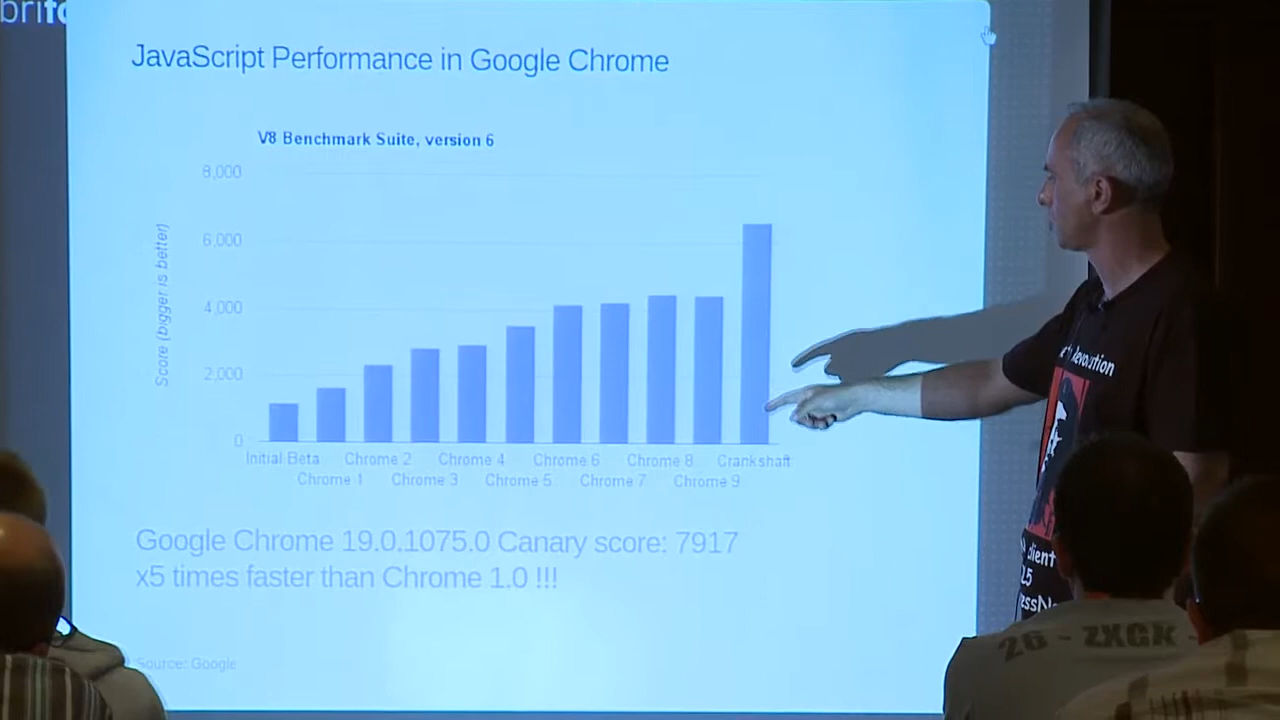 JavaScript Performance in Google Chrome
V8 Benchmark Suite, version 6
Score (bigger is better)
8,000
6,000
4,000
2,000
0
Initial Beta
Chrome 1
Chrome 2
Chrome 3
Chrome 4
Chrome 5
Chrome 6
Chrome 7
Chrome 8
Chrome 9
Crankshaft
Google Chrome 19.0.1075.0 Canary score: 7917
x5 times faster than Chrome 1.0 !!!
Source: Google
client
26 - ZXGK -